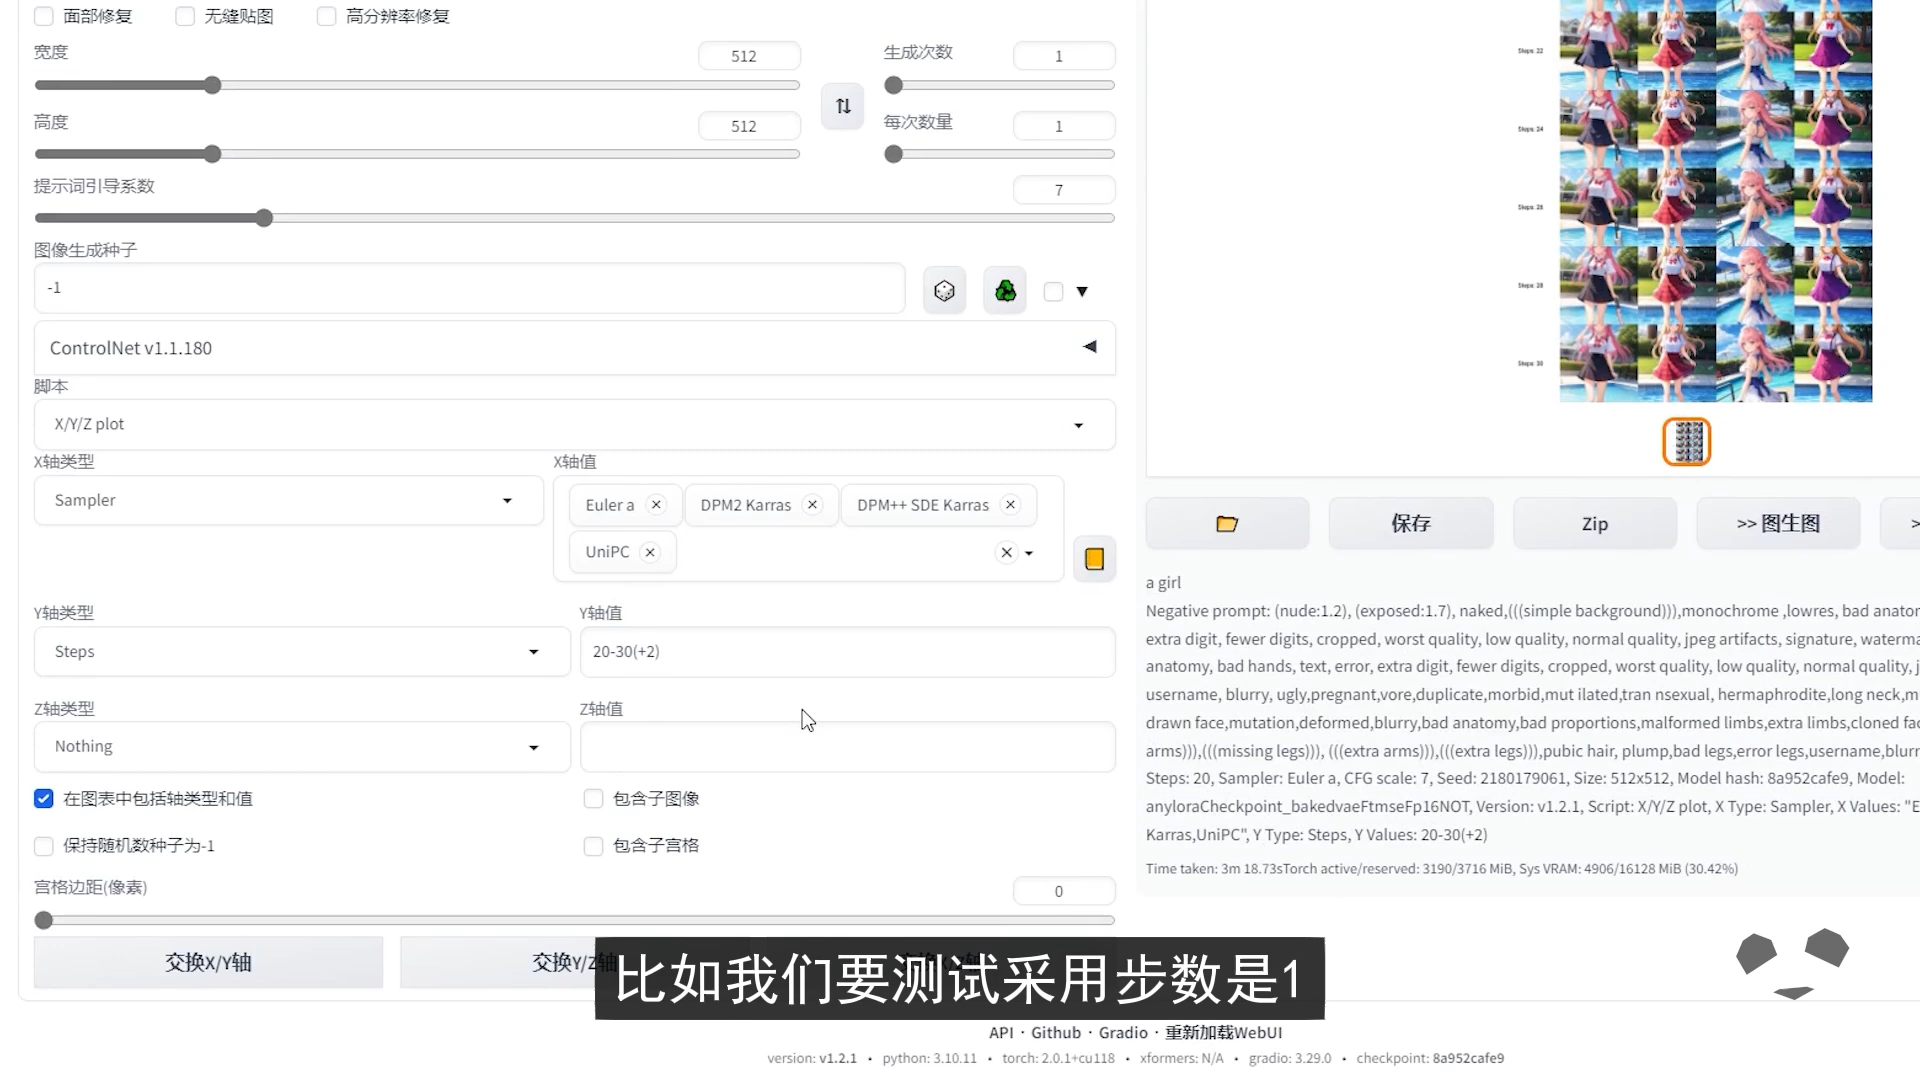 面部修复
无缝贴图
高分辨率修复
宽度
512
生成次数
1
高度
512
每次数量
1
提示词引导系数
7
图像生成种子
-1
ControlNet v1.1.180
脚本
X/Y/Z plot
X轴类型
X轴值
Sampler
Euler a
DPM2 Karras
DPM++ SDE Karras
UniPC
Y轴类型
Y轴值
Steps
20-30(+2)
Z轴类型
Z轴值
Nothing
在图表中包括轴类型和值
包含子图像
保持随机数种子为-1
包含子宫格
宫格边距(像素)
0
交换X/Y轴
交换Y/Z轴
比如我们要测试采用步数是1
Steps: 22
Steps: 24
Steps: 26
Steps: 28
Steps: 30
保存
Zip
>> 图生图
>
a girl
Negative prompt: (nude:1.2), (exposed:1.7), naked,(((simple background))),monochrome ,lowres, bad anator
extra digit, fewer digits, cropped, worst quality, low quality, normal quality, jpeg artifacts, signature, waterma
anatomy, bad hands, text, error, extra digit, fewer digits, cropped, worst quality, low quality, normal quality, j
username, blurry, ugly,pregnant,vore,duplicate,morbid,mut ilated,tran nsexual, hermaphrodite,long neck,m
drawn face,mutation,deformed,blurry,bad anatomy,bad proportions,malformed limbs,extra limbs,cloned fac
arms))),(((missing legs))), (((extra arms))),(((extra legs))),pubic hair, plump,bad legs,error legs,username,blurr
Steps: 20, Sampler: Euler a, CFG scale: 7, Seed: 2180179061, Size: 512x512, Model hash: 8a952cafe9, Model:
anyloraCheckpoint_bakedvaeFtmseFp16NOT, Version: v1.2.1, Script: X/Y/Z plot, X Type: Sampler, X Values: "E
Karras,UniPC", Y Type: Steps, Y Values: 20-30(+2)
Time taken: 3m 18.73sTorch active/reserved: 3190/3716 MiB, Sys VRAM: 4906/16128 MiB (30.42%)
API · Github · Gradio · 重新加载WebUI
version: v1.2.1 • python: 3.10.11 • torch: 2.0.1+cu118 • xformers: N/A • gradio: 3.29.0 • checkpoint: 8a952cafe9